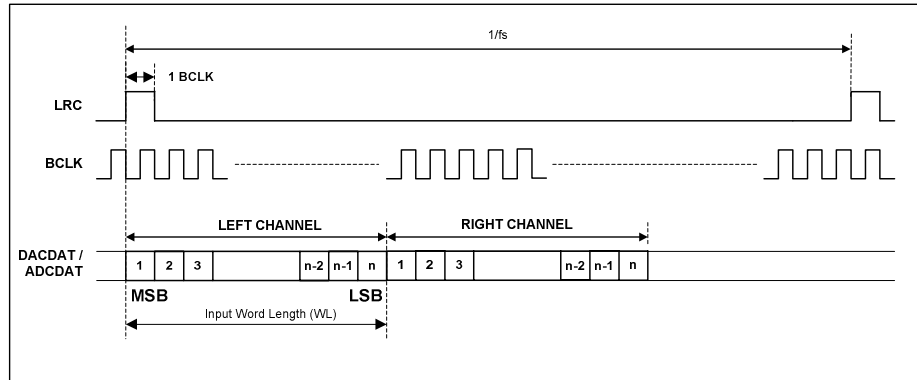 1/fs
1 BCLK
LRC
BCLK
LEFT CHANNEL RIGHT CHANNEL
DACDAT /
ADCDAT
1 2 3 n-2 n-1 n 1 2 3 n-2 n-1 n
MSB LSB
Input Word Length (WL)